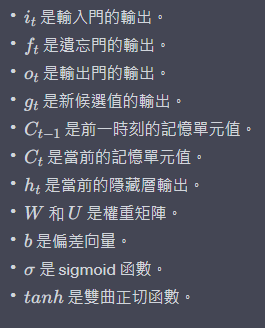 • i_t 是輸入門的輸出。
• f_t 是遺忘門的輸出。
• o_t 是輸出門的輸出。
• g_t 是新候選值的輸出。
• C_{t-1} 是前一時刻的記憶單元值。
• C_t 是當前的記憶單元值。
• h_t 是當前的隱藏層輸出。
• W 和 U 是權重矩陣。
• b 是偏差向量。
• σ 是 sigmoid 函數。
• tanh 是雙曲正切函數。